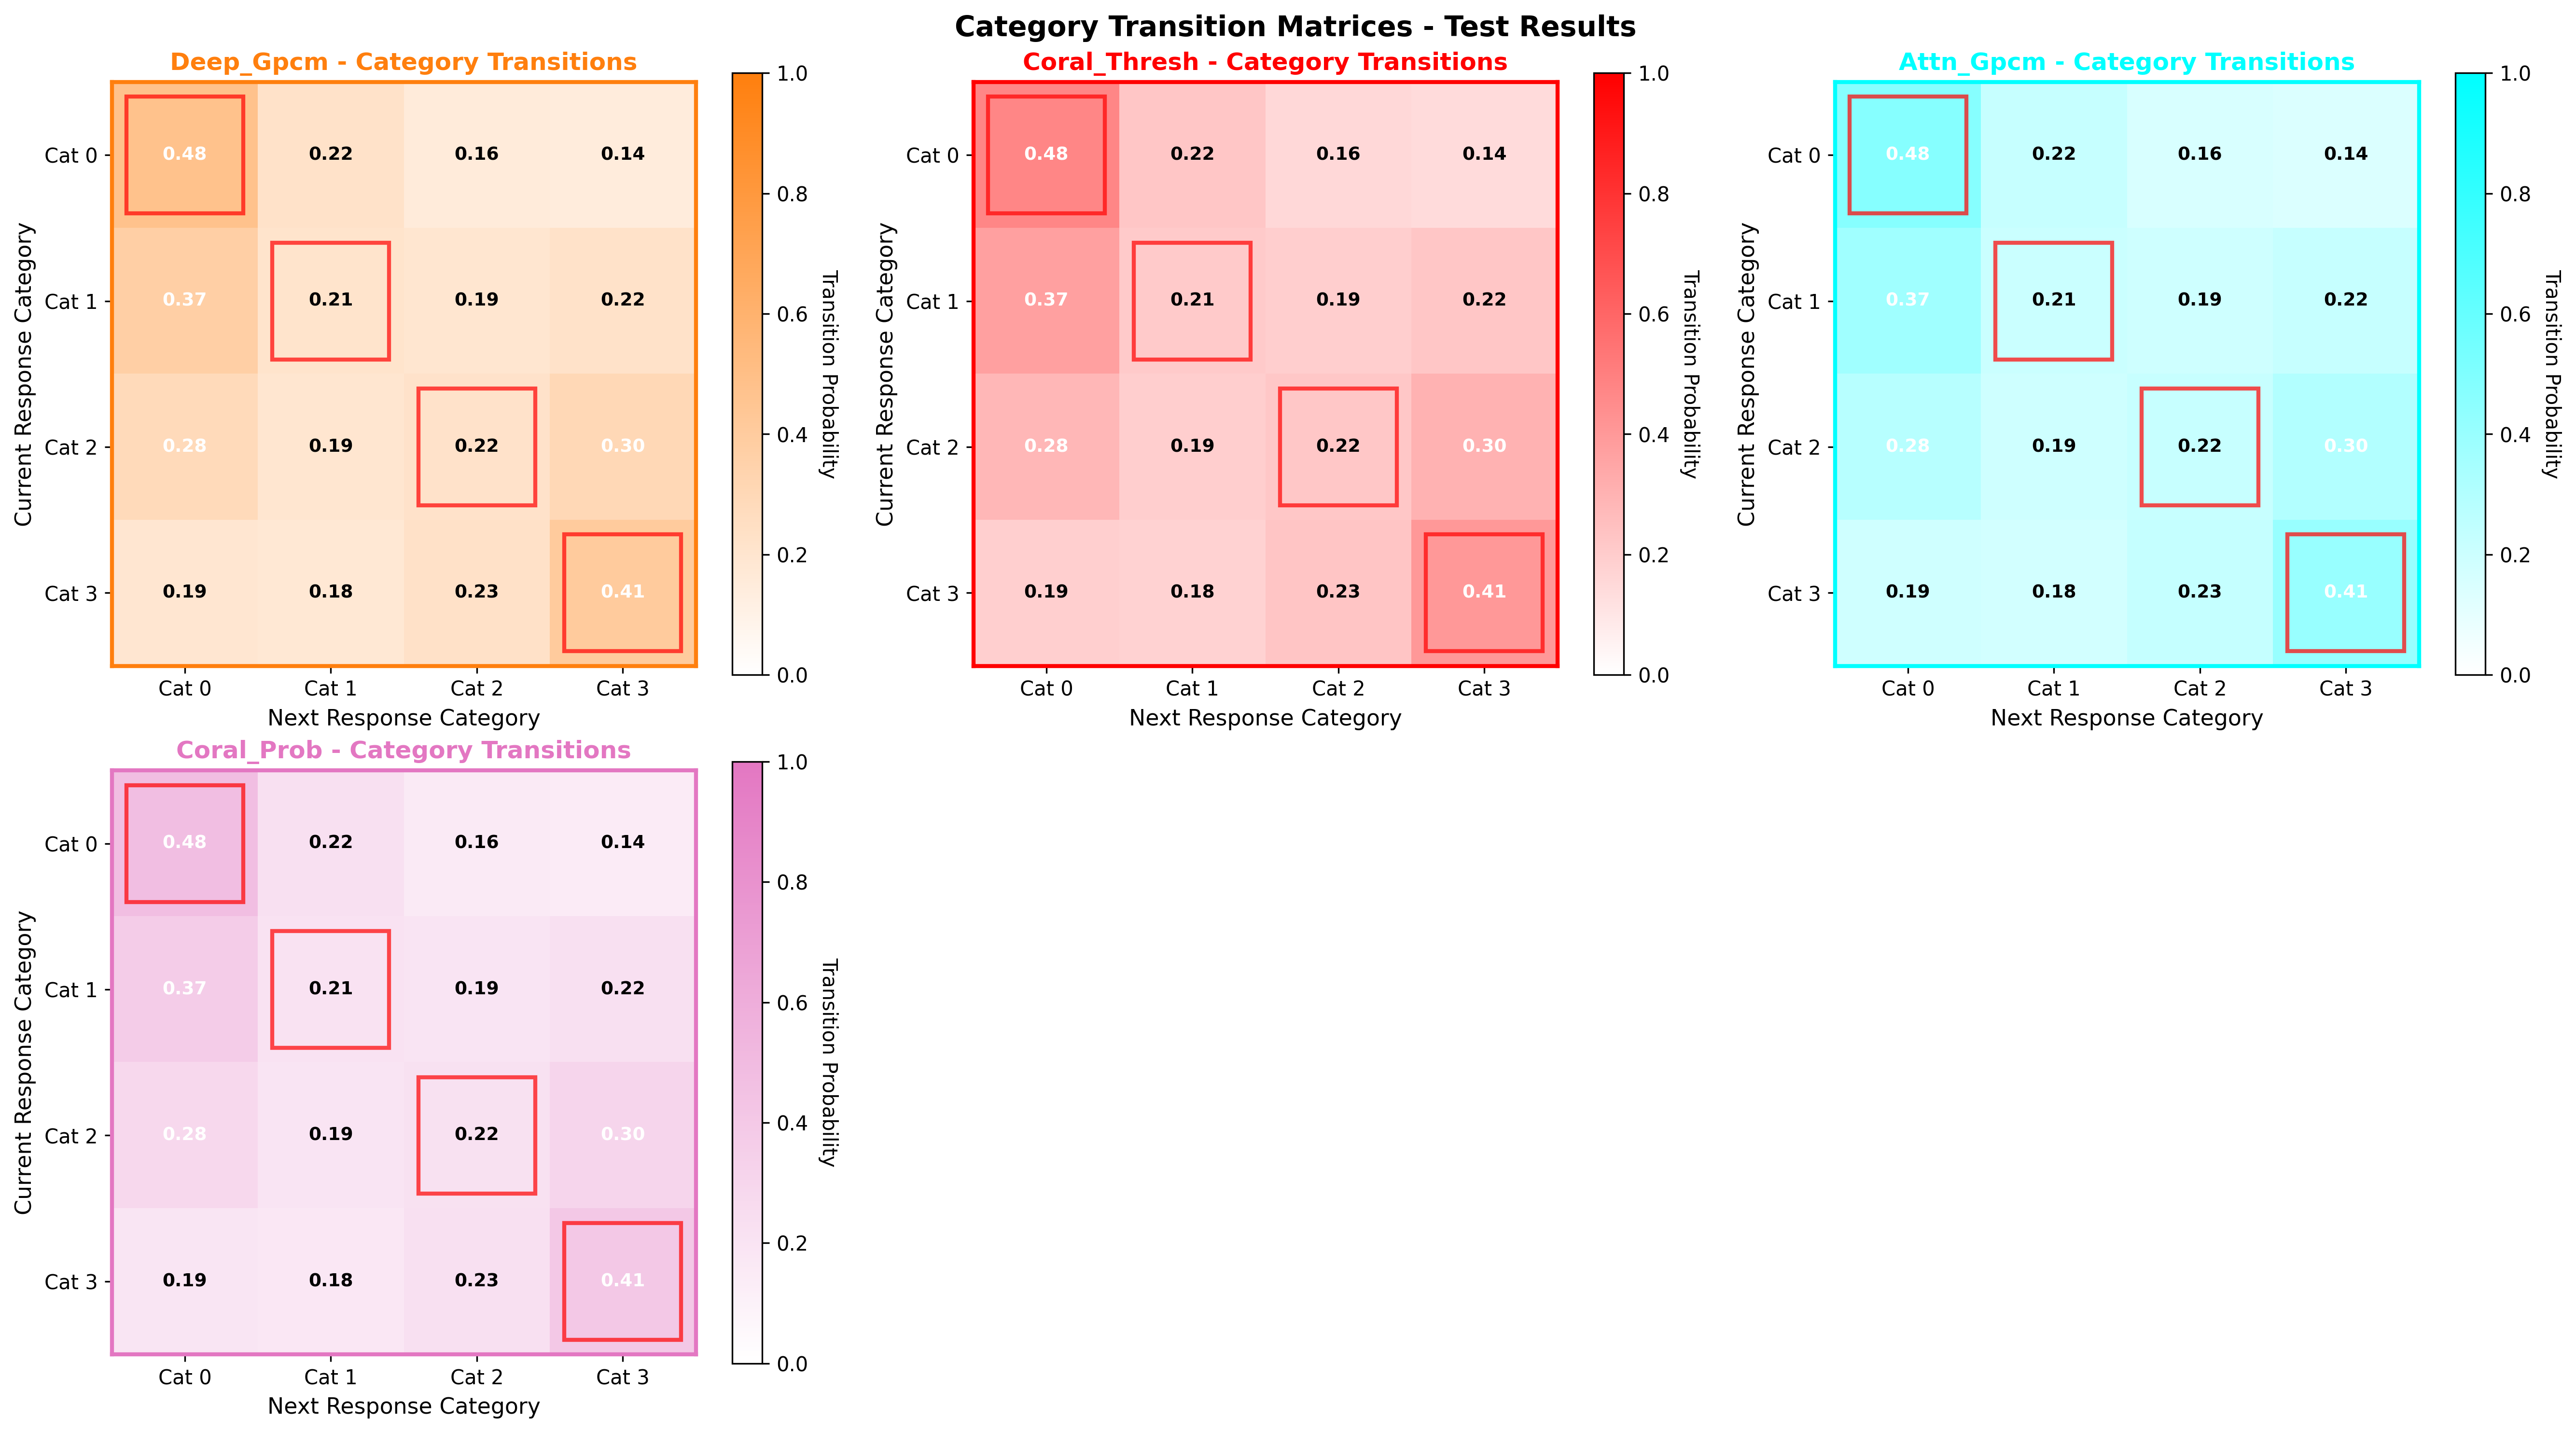 Category Transition Matrices - Test Results
Deep_Gpcm - Category Transitions
Current Response Category
Cat 0 0.48 0.22 0.16 0.14
Cat 1 0.37 0.21 0.19 0.22
Cat 2 0.28 0.19 0.22 0.30
Cat 3 0.19 0.18 0.23 0.41
Cat 0 Cat 1 Cat 2 Cat 3
Next Response Category
1.0
0.8
0.6
0.4
0.2
0.0
Transition Probability
Coral_Thresh - Category Transitions
Current Response Category
Cat 0 0.48 0.22 0.16 0.14
Cat 1 0.37 0.21 0.19 0.22
Cat 2 0.28 0.19 0.22 0.30
Cat 3 0.19 0.18 0.23 0.41
Cat 0 Cat 1 Cat 2 Cat 3
Next Response Category
1.0
0.8
0.6
0.4
0.2
0.0
Transition Probability
Attn_Gpcm - Category Transitions
Current Response Category
Cat 0 0.48 0.22 0.16 0.14
Cat 1 0.37 0.21 0.19 0.22
Cat 2 0.28 0.19 0.22 0.30
Cat 3 0.19 0.18 0.23 0.41
Cat 0 Cat 1 Cat 2 Cat 3
Next Response Category
1.0
0.8
0.6
0.4
0.2
0.0
Transition Probability
Coral_Prob - Category Transitions
Current Response Category
Cat 0 0.48 0.22 0.16 0.14
Cat 1 0.37 0.21 0.19 0.22
Cat 2 0.28 0.19 0.22 0.30
Cat 3 0.19 0.18 0.23 0.41
Cat 0 Cat 1 Cat 2 Cat 3
Next Response Category
1.0
0.8
0.6
0.4
0.2
0.0
Transition Probability